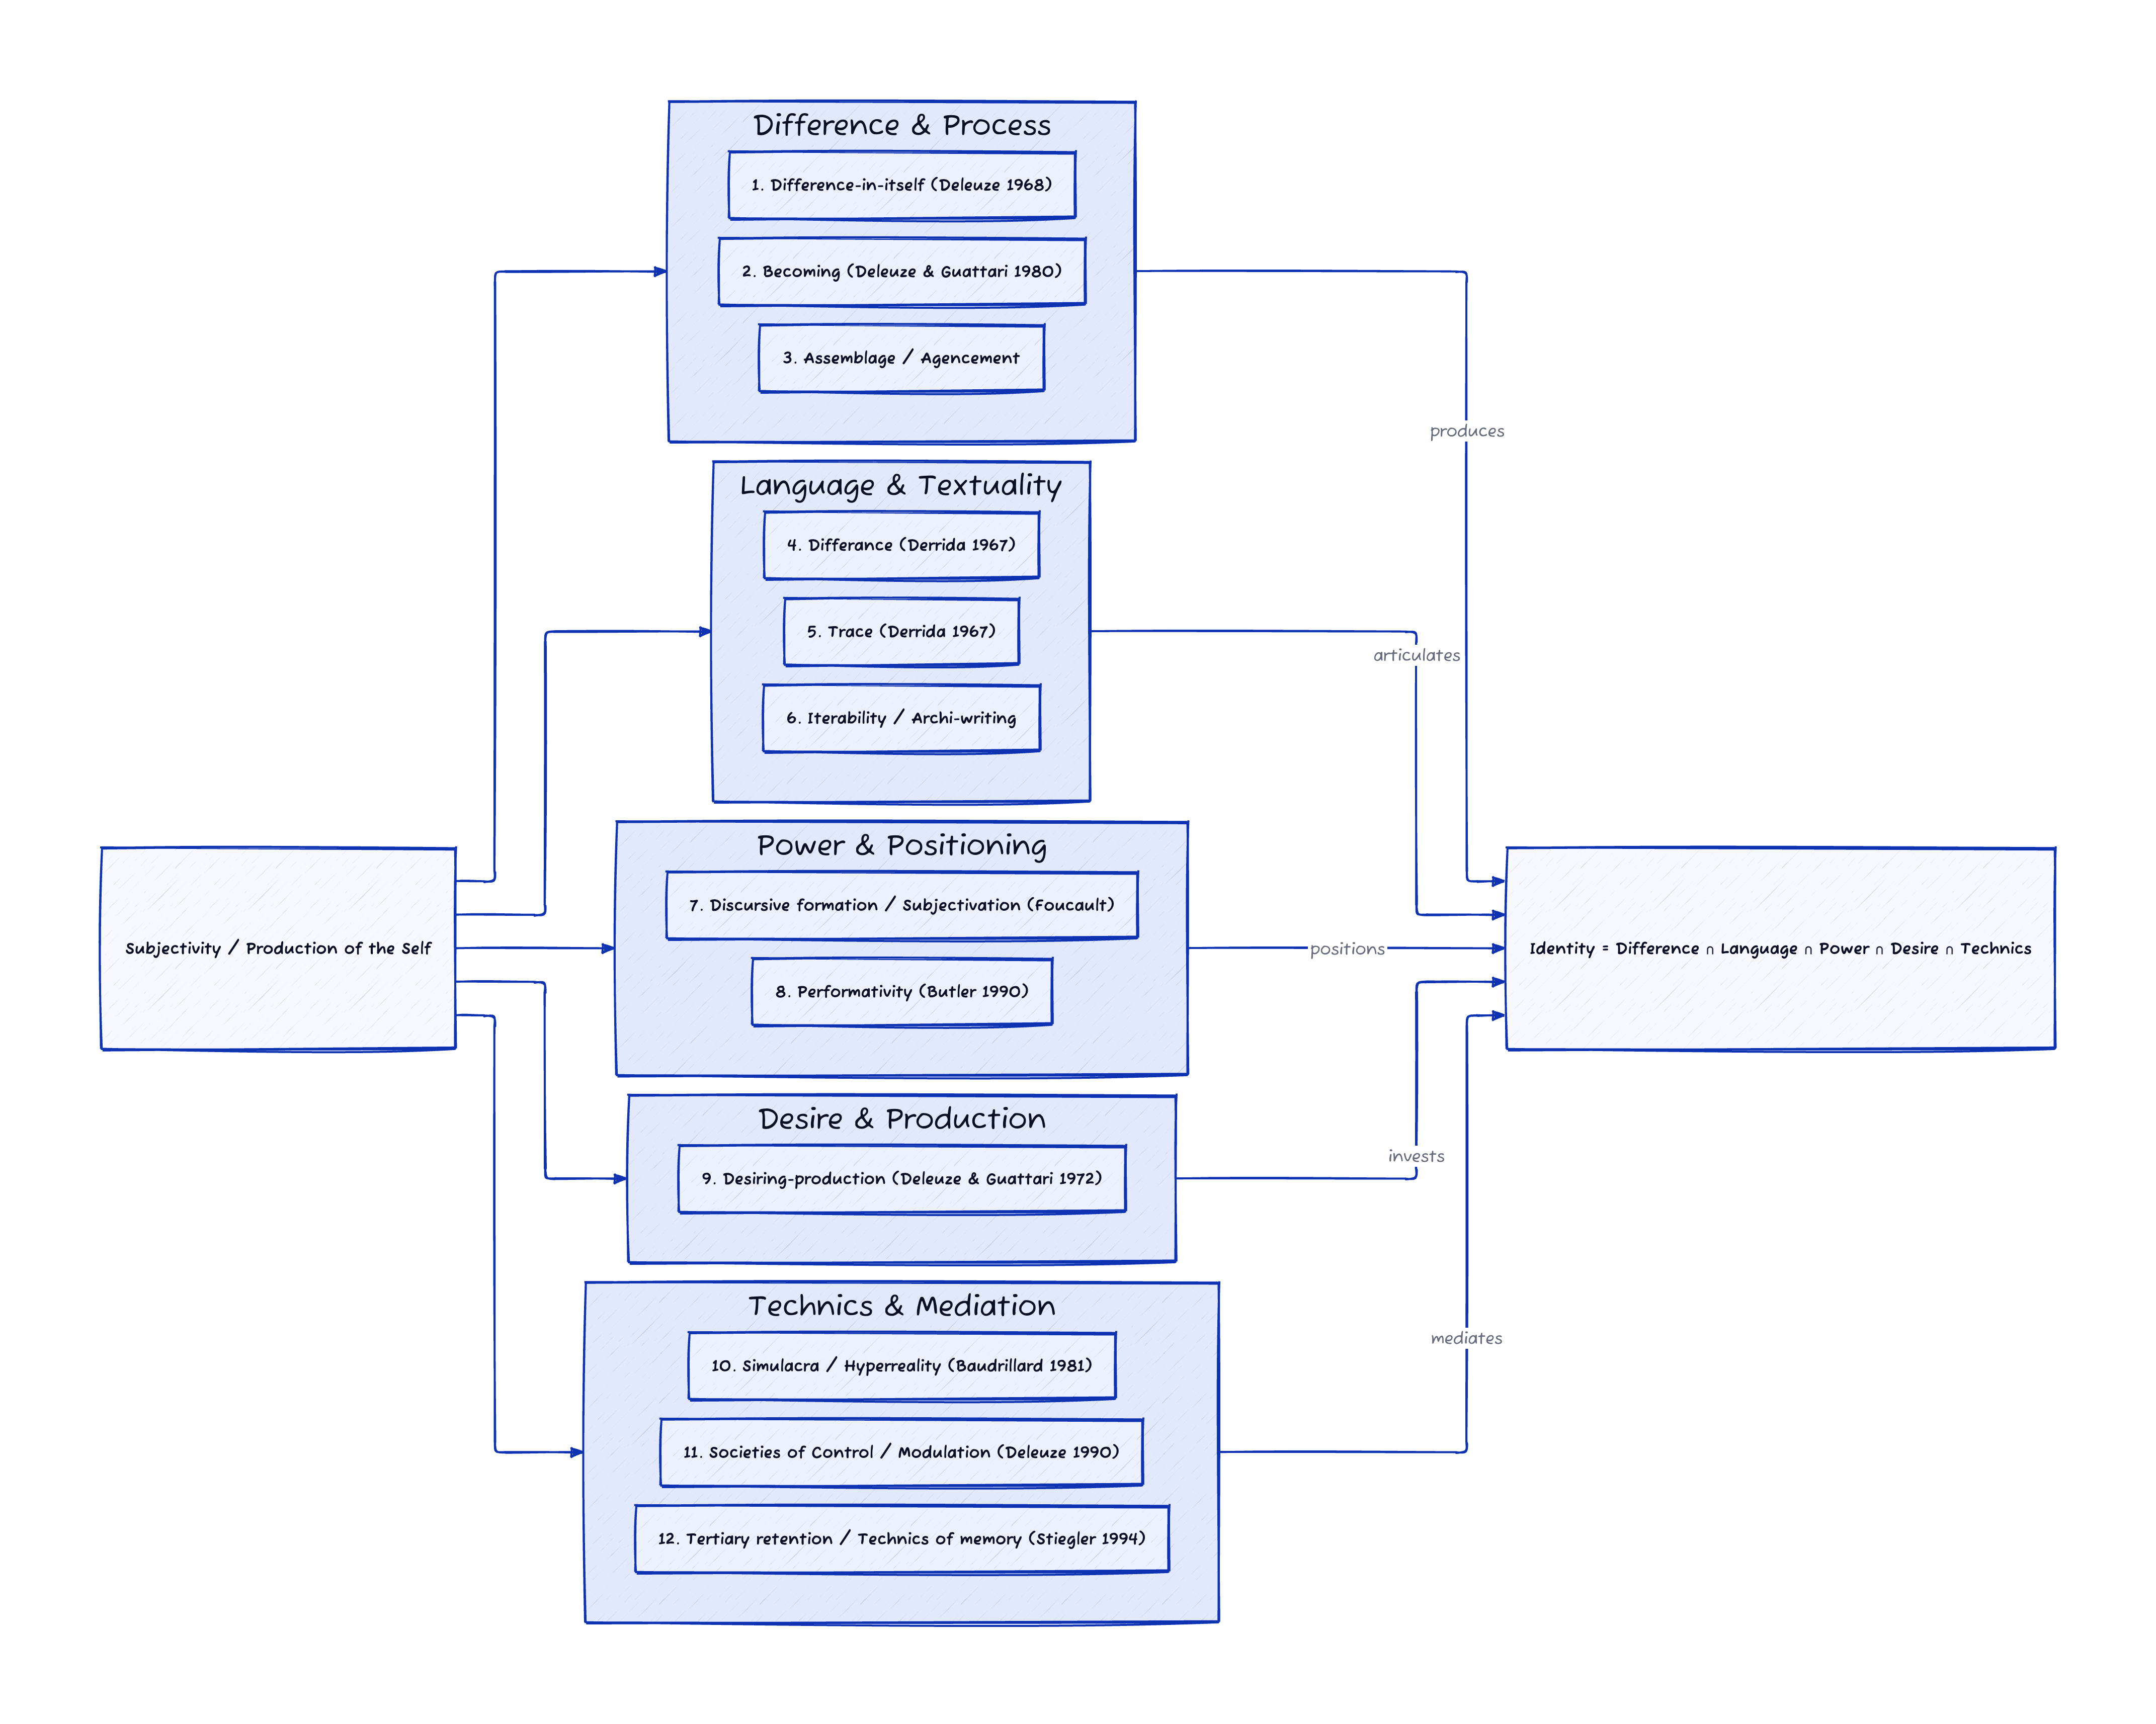 Difference & Process
1. Difference-in-itself (Deleuze 1968)
2. Becoming (Deleuze & Guattari 1980)
3. Assemblage / Agencement
produces
Language & Textuality
4. Differance (Derrida 1967)
5. Trace (Derrida 1967)
articulates
6. Iterability / Archi-writing
Power & Positioning
7. Discursive formation / Subjectivation (Foucault)
Subjectivity / Production of the Self
positions
Identity = Difference ∩ Language ∩ Power ∩ Desire ∩ Technics
8. Performativity (Butler 1990)
Desire & Production
invests
9. Desiring-production (Deleuze & Guattari 1972)
Technics & Mediation
mediates
10. Simulacra / Hyperreality (Baudrillard 1981)
11. Societies of Control / Modulation (Deleuze 1990)
12. Tertiary retention / Technics of memory (Stiegler 1994)